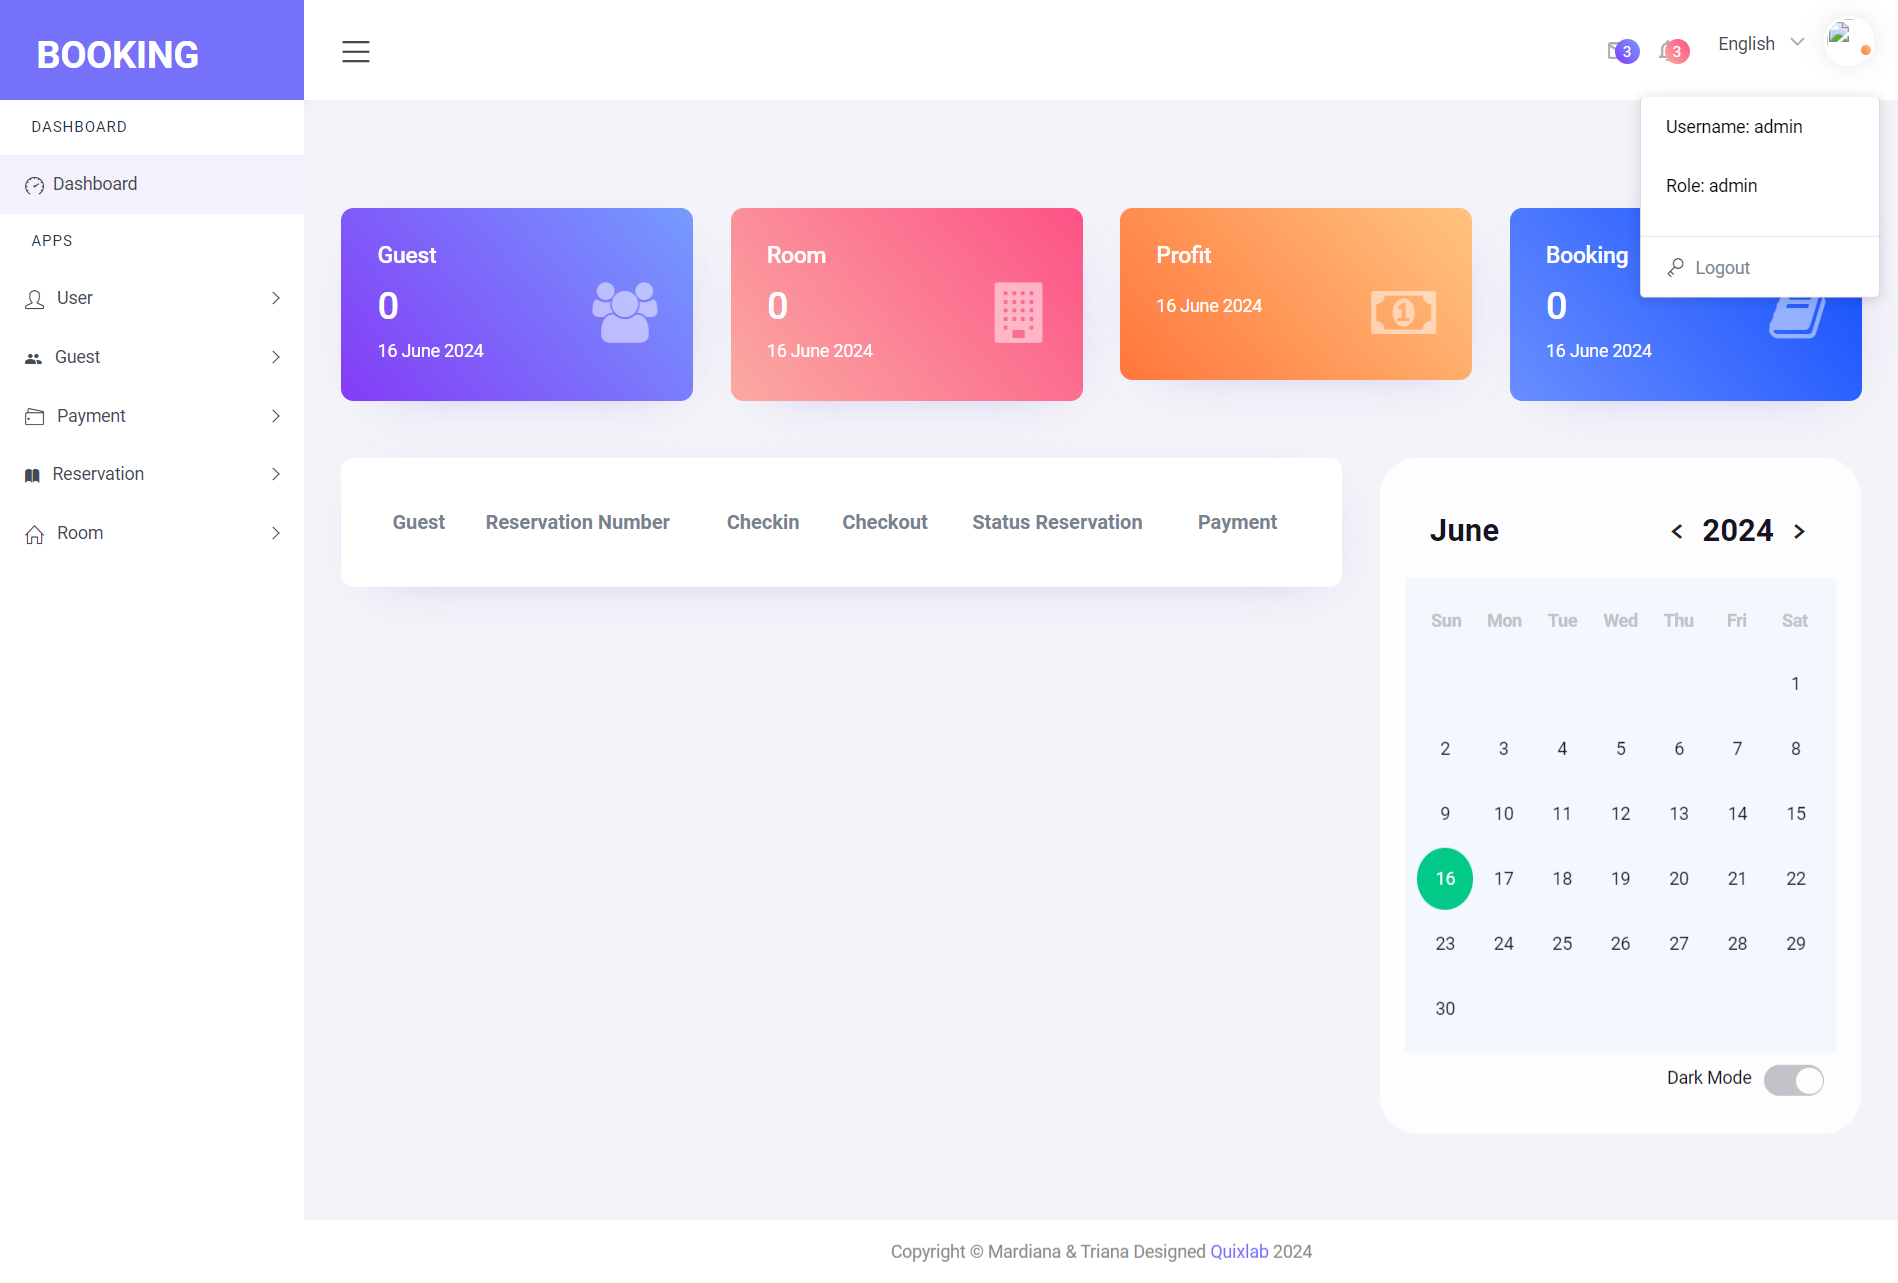 BOOKING
3
3
English
DASHBOARD
Dashboard
APPS
User
Guest
Payment
Reservation
Room
Username: admin
Role: admin
Logout
Guest
0
16 June 2024
Room
0
16 June 2024
Profit
16 June 2024
1
Booking
0
16 June 2024
Guest Reservation Number Checkin Checkout Status Reservation Payment
June < 2024 >
Sun Mon Tue Wed Thu Fri Sat
1
2 3 4 5 6 7 8
9 10 11 12 13 14 15
16 17 18 19 20 21 22
23 24 25 26 27 28 29
30
Dark Mode
Copyright © Mardiana & Triana Designed Quixlab 2024